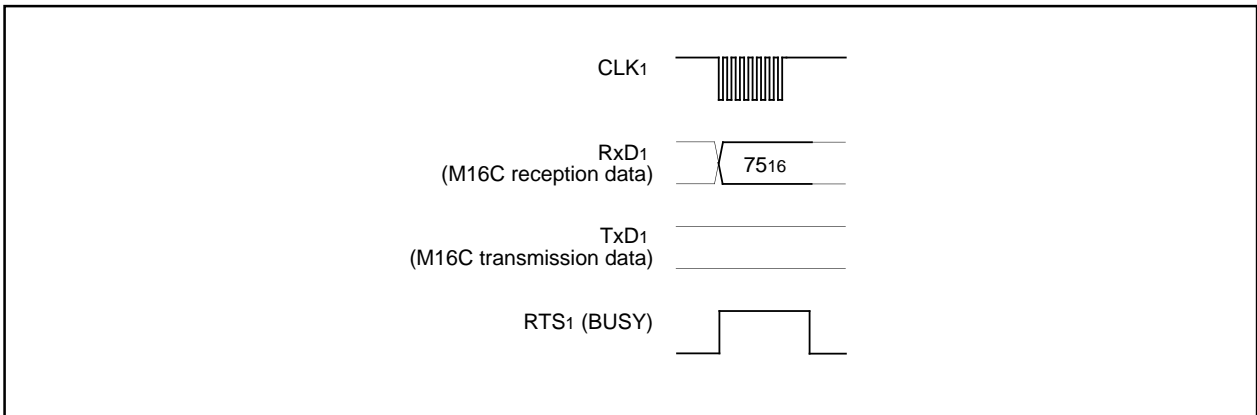 CLK1
RxD1
(M16C reception data)
7516
TxD1
(M16C transmission data)
RTS1 (BUSY)